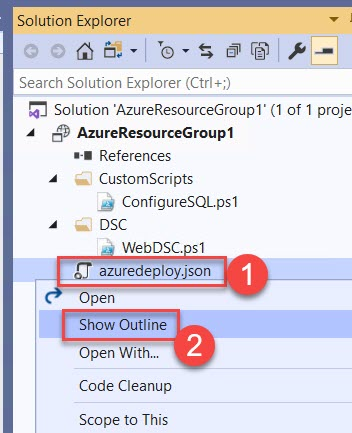 Solution Explorer
Search Solution Explorer (Ctrl+;)
Solution 'AzureResourceGroup1' (1 of 1 proje
AzureResourceGroup1
References
CustomScripts
ConfigureSQL.ps1
DSC
WebDSC.ps1
azuredeploy.json
1
Open
Show Outline
2
Open With...
Code Cleanup
Scope to This